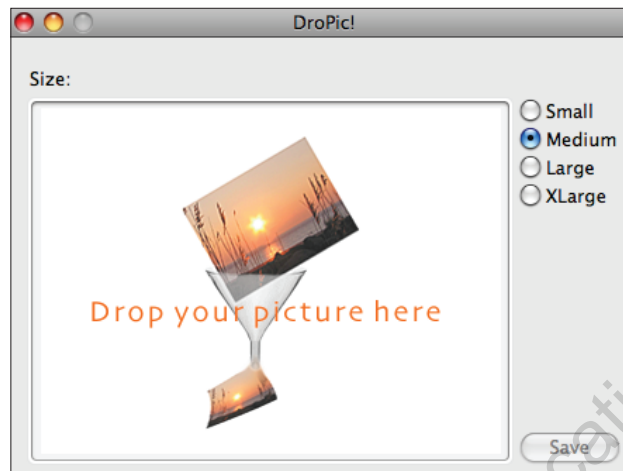 DroPic!
Size:
Small
Medium
Large
XLarge
Drop your picture here
Save